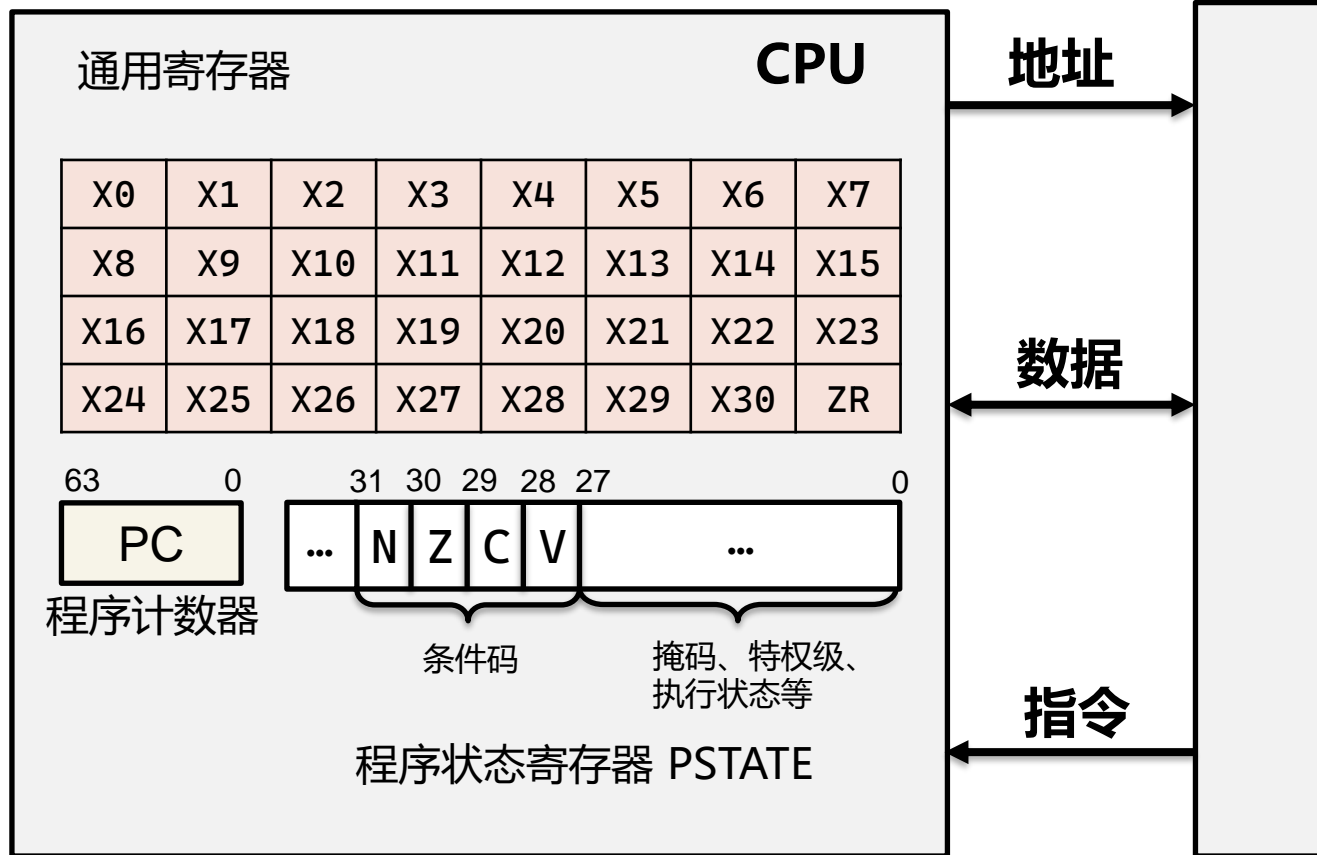 通用寄存器
CPU
地址
X0 X1 X2 X3 X4 X5 X6 X7
X8 X9 X10 X11 X12 X13 X14 X15
X16 X17 X18 X19 X20 X21 X22 X23
X24 X25 X26 X27 X28 X29 X30 ZR
数据
63 0
31 30 29 28 27 0
PC
… N Z C V …
程序计数器
条件码
掩码、特权级、
执行状态等
指令
程序状态寄存器 PSTATE